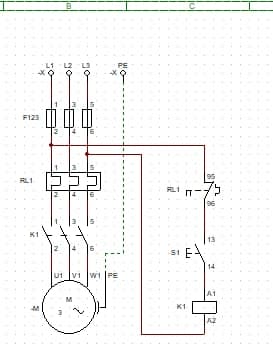 B C
L1 L2 L3 PE
-X -X
1 3 5
F123
2 4 6
1 3 5
RL1
2 4 6
95
RL1
96
1 3 5
K1
2 4 6
13
S1
14
U1 V1 W1 PE
M
-M
3
A1
K1
A2